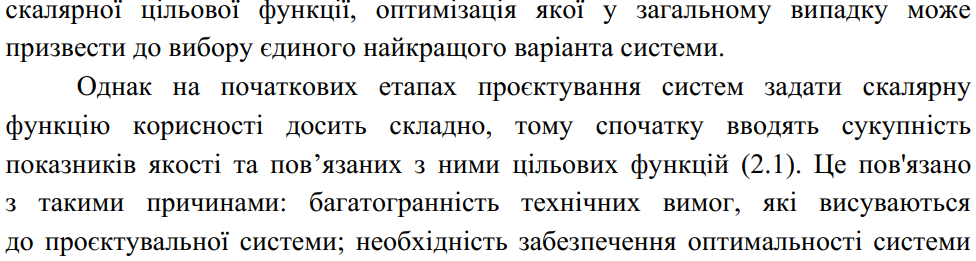 скалярної цільової функції, оптимізація якої у загальному випадку може
призвести до вибору єдиного найкращого варіанта системи.
Однак на початкових етапах проєктування систем задати скалярну
функцію корисності досить складно, тому спочатку вводять сукупність
показників якості та пов’язаних з ними цільових функцій (2.1). Це пов'язано
з такими причинами: багатогранність технічних вимог, які висуваються
до проєктувальної системи; необхідність забезпечення оптимальності системи